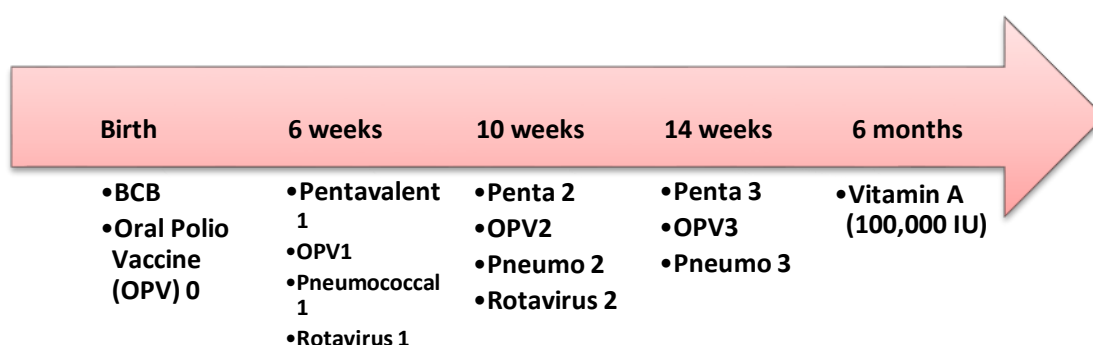 Birth
6 weeks
10 weeks
14 weeks
6 months
•BCB
•Oral Polio
Vaccine
(OPV) 0
•Pentavalent
1
•OPV1
•Pneumococcal
1
•Rotavirus 1
•Penta 2
•OPV2
•Pneumo 2
•Rotavirus 2
•Penta 3
•OPV3
•Pneumo 3
•Vitamin A
(100,000 IU)